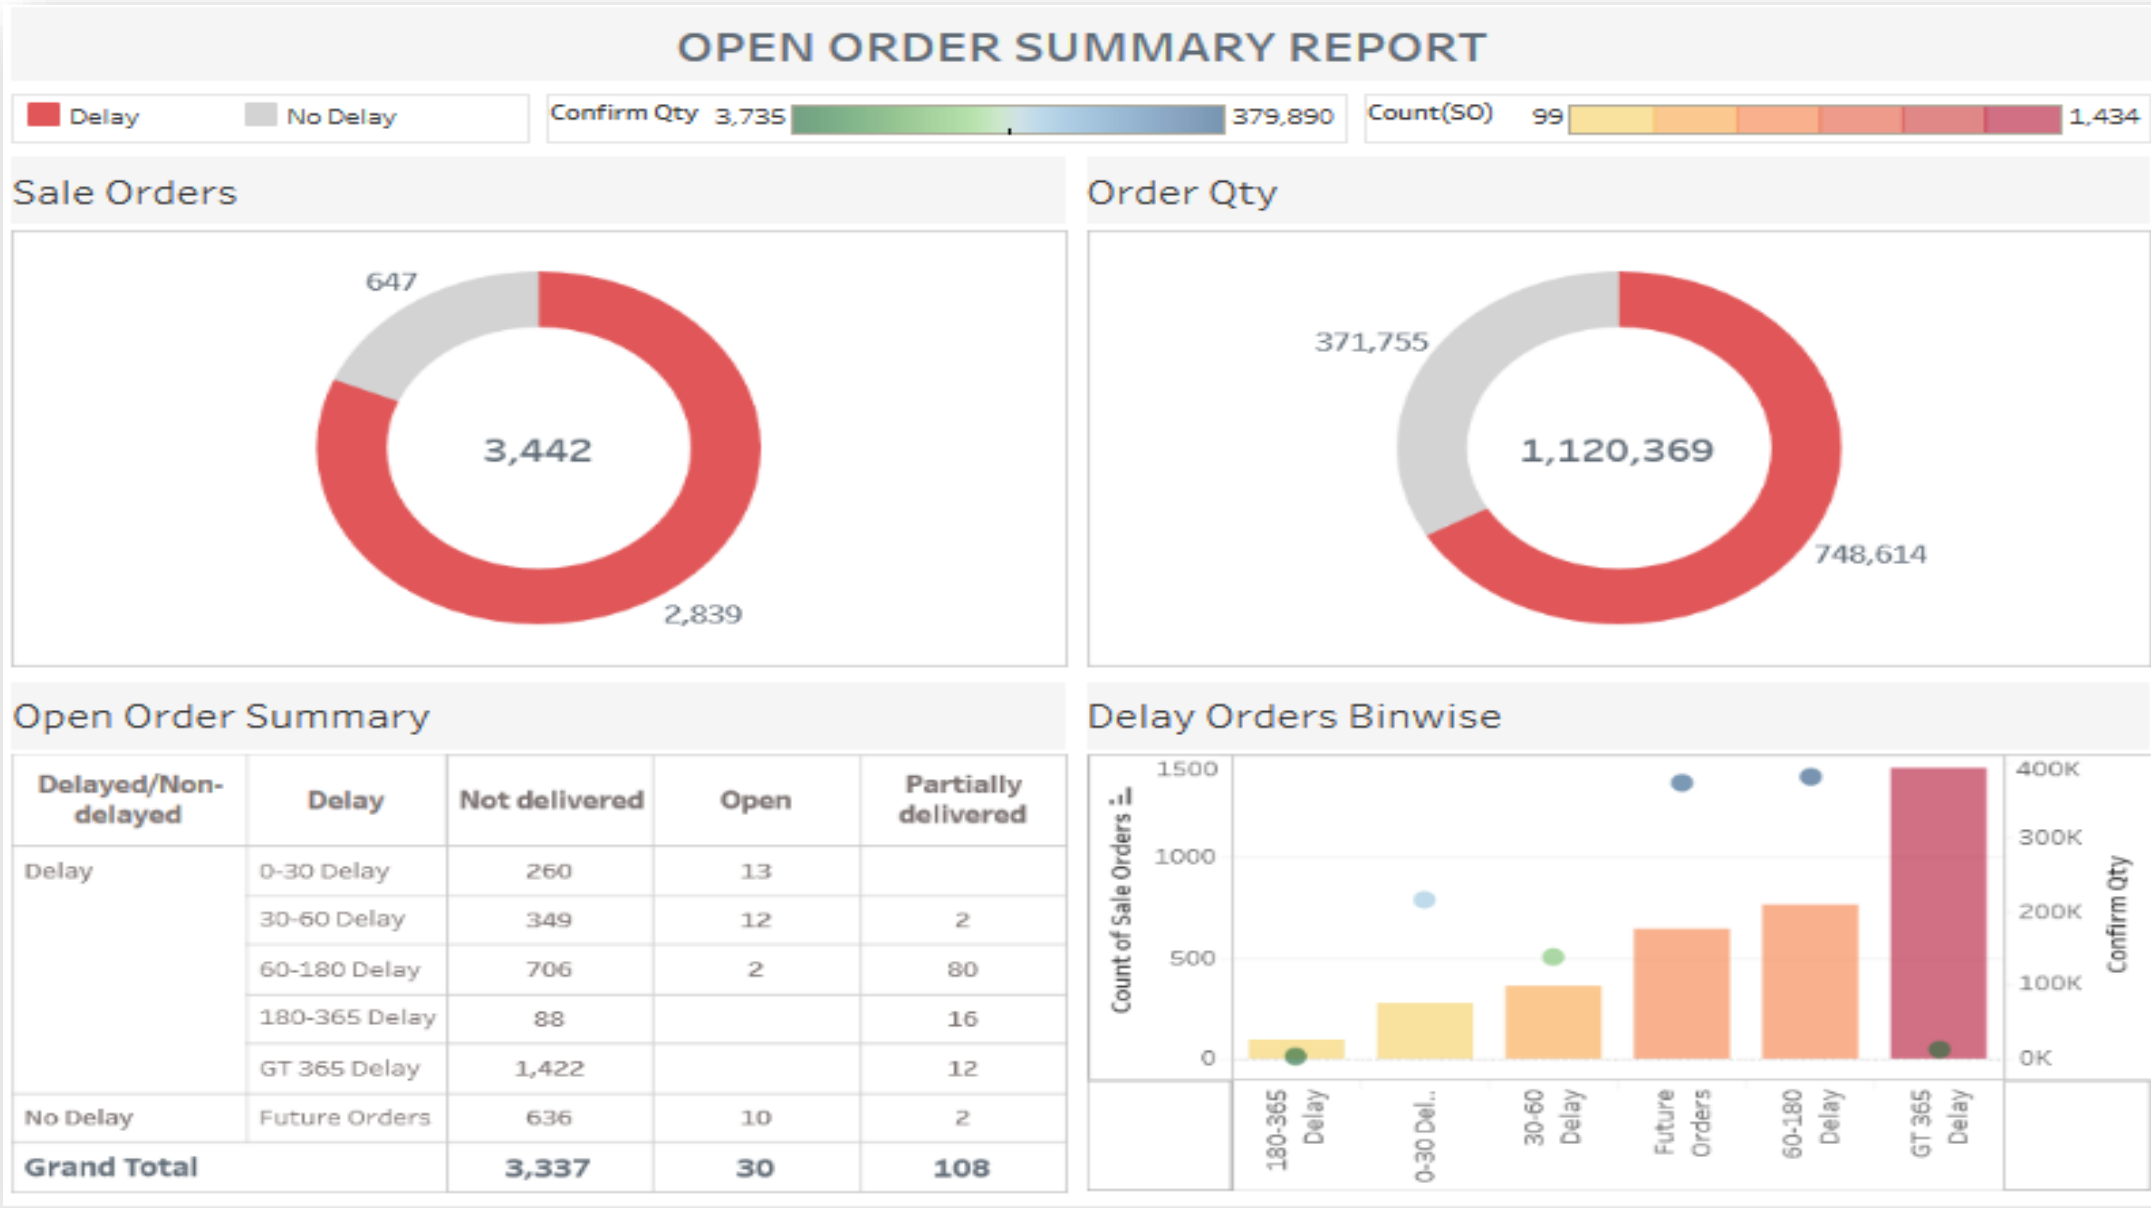 OPEN ORDER SUMMARY REPORT
Delay No Delay
Confirm Qty 3,735 379,890
Count(SO) 99 1,434
Sale Orders
647
3,442
2,839
Order Qty
371,755
1,120,369
748,614
Open Order Summary
Delayed/Non-
delayed
Delay
Not delivered
Open
Partially
delivered
Delay 0-30 Delay 260 13
30-60 Delay 349 12 2
60-180 Delay 706 2 80
180-365 Delay 88 16
GT 365 Delay 1,422 12
No Delay Future Orders 636 10 2
Grand Total 3,337 30 108
Delay Orders Binwise
Count of Sale Orders
1500
1000
500
0
400K
300K
200K
100K
0K
Confirm Qty
180-365
Delay
0-30 Del..
30-60
Delay
Future
Orders
60-180
Delay
GT 365
Delay